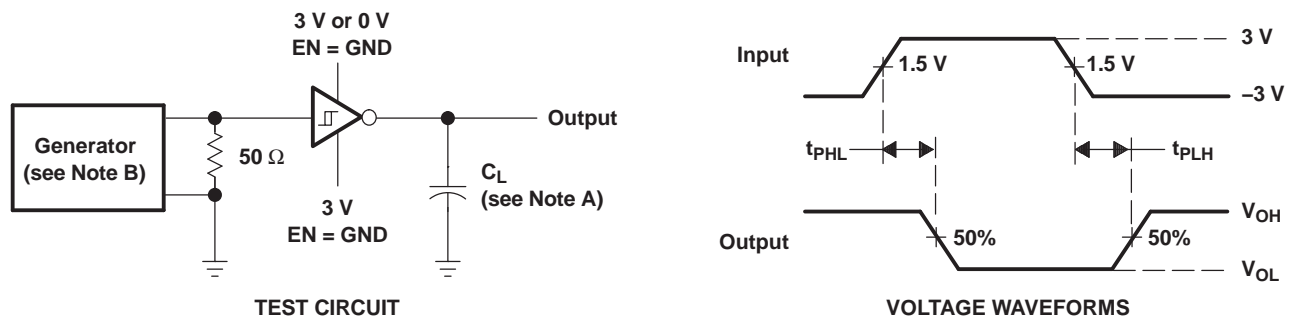 3 V or 0 V
EN = GND
Generator
(see Note B)
50 Ω
3 V
EN = GND
Output
CL
(see Note A)
TEST CIRCUIT
Input
1.5 V
1.5 V
3 V
–3 V
tPHL
tPLH
Output
50%
50%
VOH
VOL
VOLTAGE WAVEFORMS